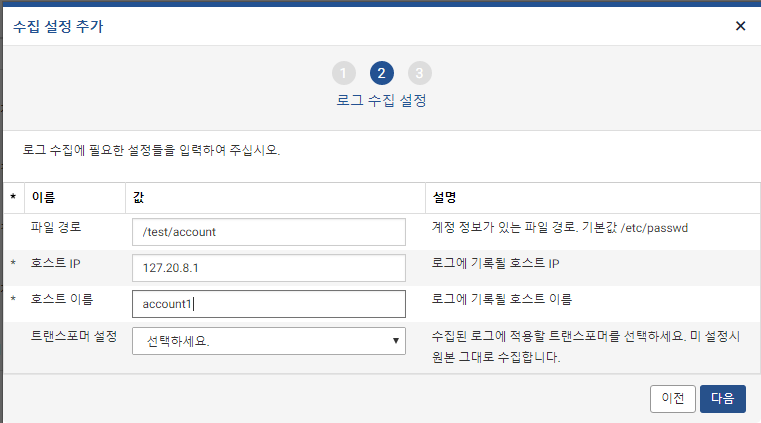 수집 설정 추가
×
1 2 3
로그 수집 설정
로그 수집에 필요한 설정들을 입력하여 주십시오.
* 이름 값 설명
파일 경로 /test/account 계정 정보가 있는 파일 경로. 기본값 /etc/passwd
* 호스트 IP 127.20.8.1 로그에 기록될 호스트 IP
* 호스트 이름 account1 로그에 기록될 호스트 이름
트랜스포머 설정 선택하세요. 수집된 로그에 적용할 트랜스포머를 선택하세요. 미 설정시
원본 그대로 수집합니다.
이전 다음